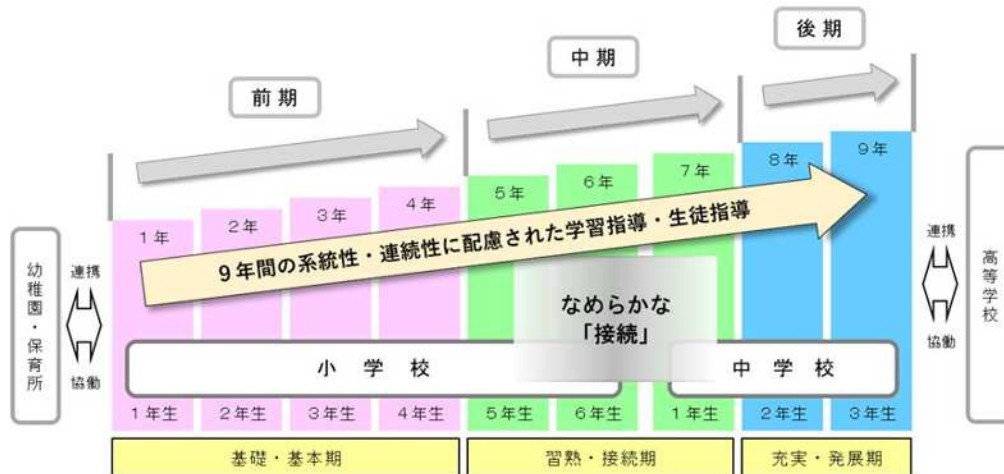 後期
中期
前期
1年
2年
3年
4年
5年
6年
7年
8年
9年
9年間の系統性・連続性に配慮された学習指導・生徒指導
幼稚園・保育所
連携
協働
なめらかな
「接続」
連携
協働
高等学校
小学校
中学校
1年生
2年生
3年生
4年生
5年生
6年生
1年生
2年生
3年生
基礎・基本期
習熟・接続期
充実・発展期